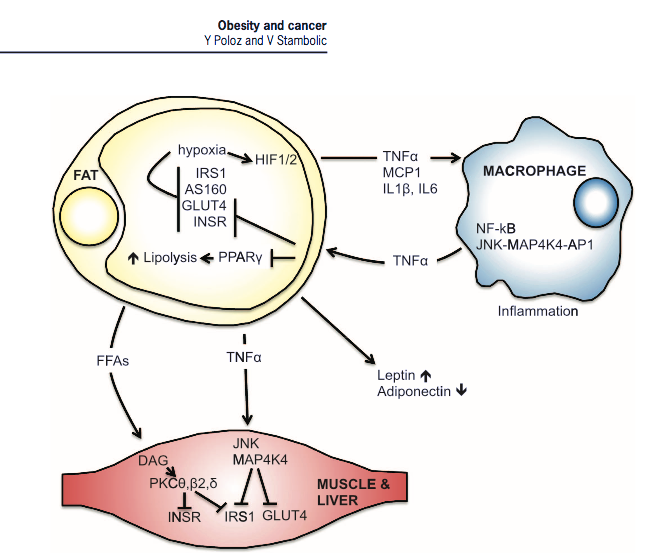 Obesity and cancer
Y Poloz and V Stambolic
hypoxia
HIF1/2
IRS1
AS160
GLUT4
INSR
Lipolysis
PPARγ
FAT
TNFα
MCP1
IL1β, IL6
MACROPHAGE
NF-kB
JNK-MAP4K4-AP1
TNFα
Inflammation
FFAs
TNFα
Leptin
Adiponectin
JNK
MAP4K4
DAG
PKCθ,β2,δ
INSR
IRS1
GLUT4
MUSCLE &
LIVER